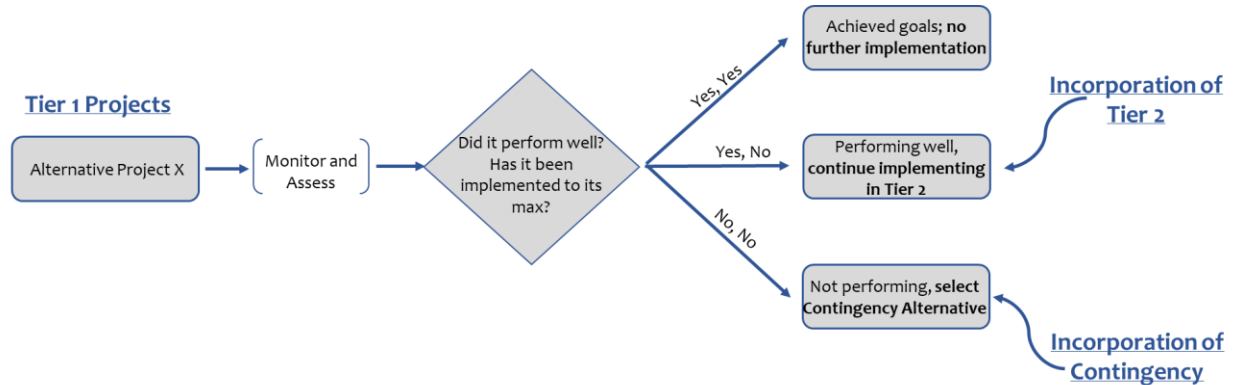 Tier 1 Projects
Alternative Project X
Monitor and
Assess
Did it perform well?
Has it been
implemented to its
max?
Yes, Yes
Achieved goals; no
further implementation
Yes, No
Performing well,
continue implementing
in Tier 2
Incorporation of
Tier 2
No, No
Not performing, select
Contingency Alternative
Incorporation of
Contingency